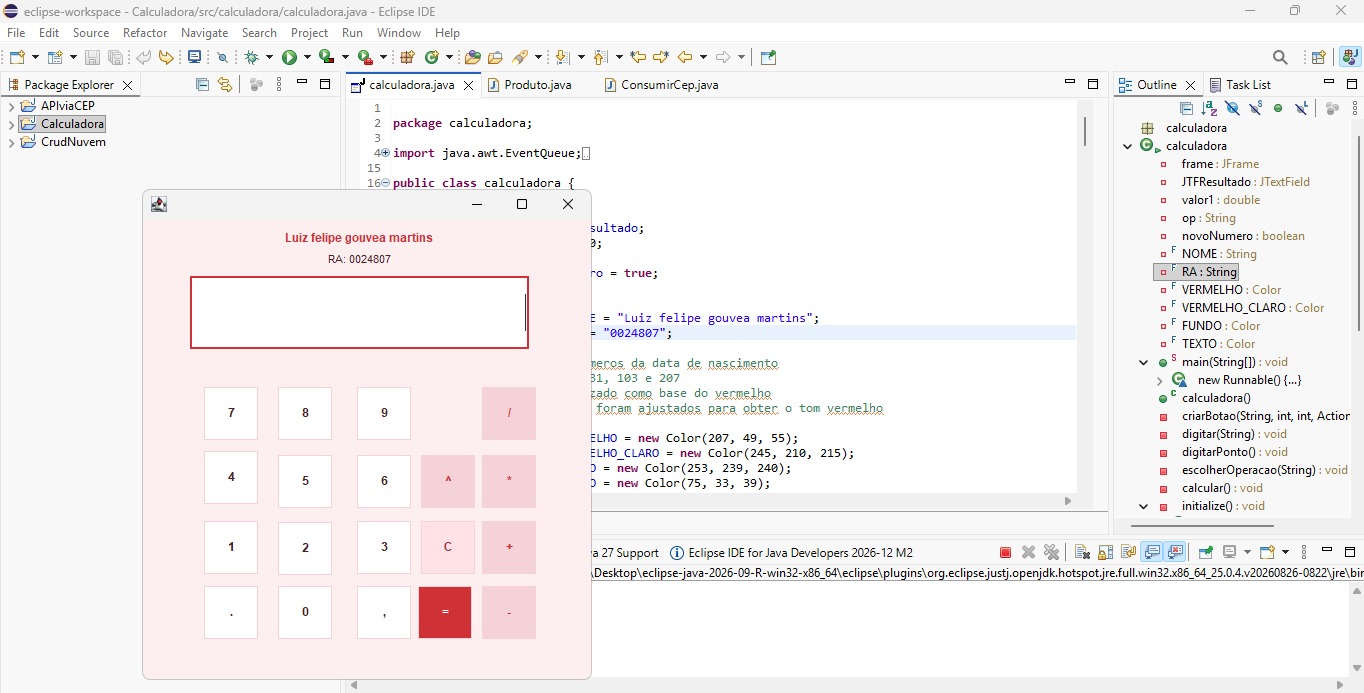 eclipse-workspace - Calculadora/src/calculadora/calculadora.java - Eclipse IDE
File Edit Source Refactor Navigate Search Project Run Window Help
Package Explorer
APIviaCEP
Calculadora
CrudNuvem
calculadora.java Produto.java ConsumirCep.java
1
2 package calculadora;
3
4 import java.awt.EventQueue;
15
16 public class calculadora {
sultado;
0;
ro = true;
E = "Luiz felipe gouvea martins";
= "0024807";
meros da data de nascimento
31, 103 e 207
zado como base do vermelho
foram ajustados para obter o tom vermelho
ELHO = new Color(207, 49, 55);
ELHO_CLARO = new Color(245, 210, 215);
O = new Color(253, 239, 240);
O = new Color(75, 33, 39);
Luiz felipe gouvea martins
RA: 0024807
7 8 9 /
4 5 6 ^ *
1 2 3 C +
. 0 , = -
Outline Task List
calculadora
calculadora
frame : JFrame
JTFResultado : JTextField
valor1 : double
op : String
novoNumero : boolean
NOME : String
RA : String
VERMELHO : Color
VERMELHO_CLARO : Color
FUNDO : Color
TEXTO : Color
main(String[]) : void
new Runnable() {...}
calculadora()
criarBotao(String, int, int, Action
digitar(String) : void
digitarPonto() : void
escolherOperacao(String) : void
calcular() : void
initialize() : void
va 27 Support Eclipse IDE for Java Developers 2026-12 M2
\Desktop\eclipse-java-2026-09-R-win32-x86_64\eclipse\plugins\org.eclipse.justj.openjdk.hotspot.jre.full.win32.x86_64_25.0.4.v20260826-0822\jre\bin